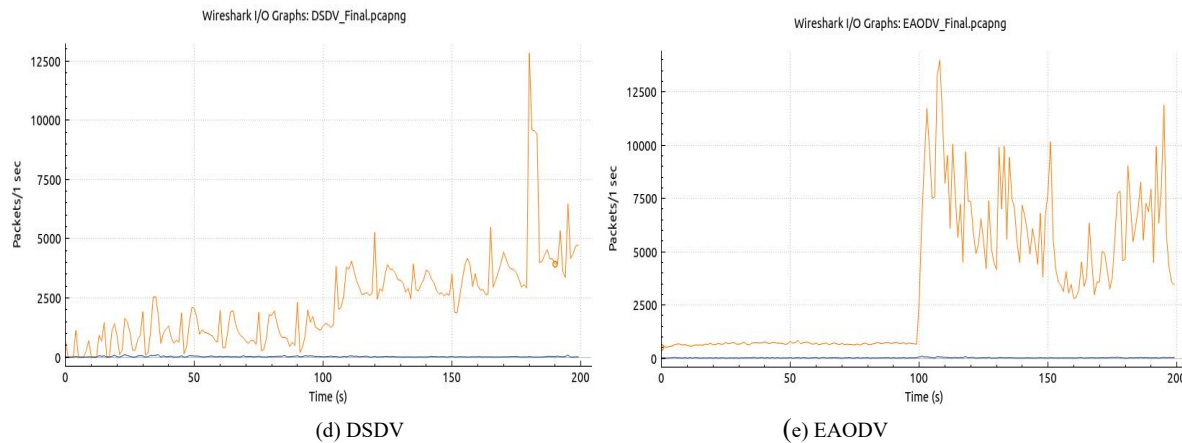 Wireshark I/O Graphs: DSDV_Final.pcapng
Packets/1 sec
12500
10000
7500
5000
2500
0
0 50 100 150 200
Time (s)
(d) DSDV
Wireshark I/O Graphs: EAODV_Final.pcapng
Packets/1 sec
12500
10000
7500
5000
2500
0
0 50 100 150 200
Time (s)
(e) EAODV